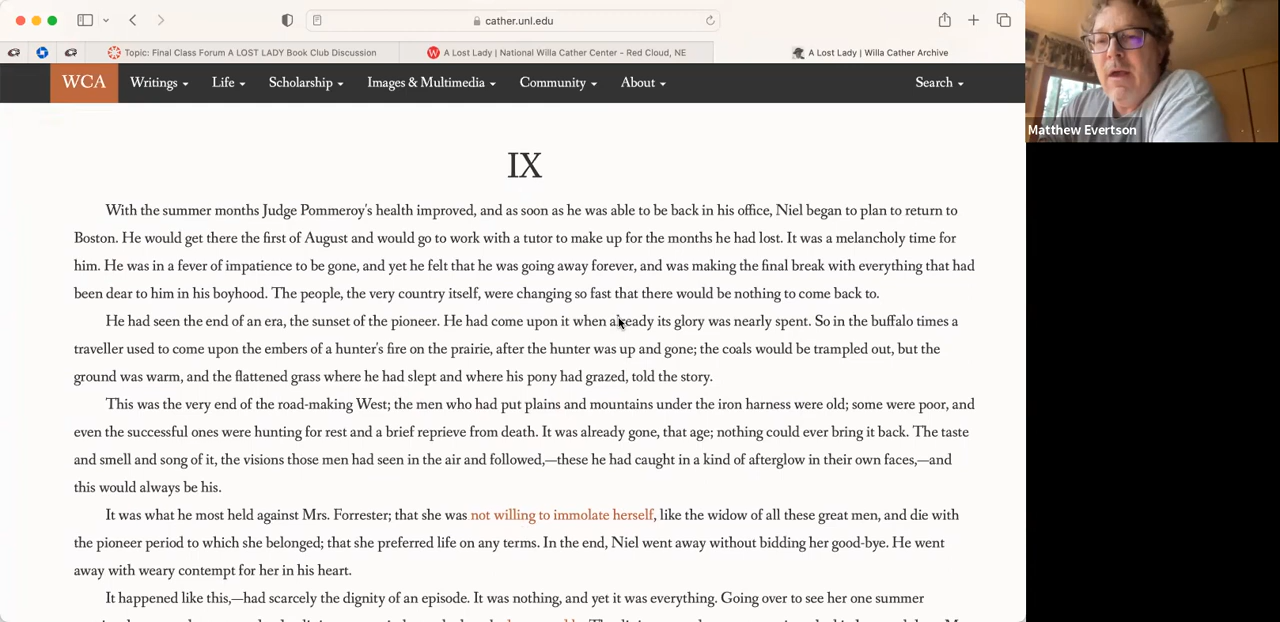 cather.unl.edu
Topic: Final Class Forum A LOST LADY Book Club Discussion
A Lost Lady | National Willa Cather Center - Red Cloud, NE
A Lost Lady | Willa Cather Archive
WCA Writings Life Scholarship Images & Multimedia Community About Search
Matthew Evertson
IX
With the summer months Judge Pommeroy's health improved, and as soon as he was able to be back in his office, Niel began to plan to return to
Boston. He would get there the first of August and would go to work with a tutor to make up for the months he had lost. It was a melancholy time for
him. He was in a fever of impatience to be gone, and yet he felt that he was going away forever, and was making the final break with everything that had
been dear to him in his boyhood. The people, the very country itself, were changing so fast that there would be nothing to come back to.
He had seen the end of an era, the sunset of the pioneer. He had come upon it when already its glory was nearly spent. So in the buffalo times a
traveller used to come upon the embers of a hunter's fire on the prairie, after the hunter was up and gone; the coals would be trampled out, but the
ground was warm, and the flattened grass where he had slept and where his pony had grazed, told the story.
This was the very end of the road-making West; the men who had put plains and mountains under the iron harness were old; some were poor, and
even the successful ones were hunting for rest and a brief reprieve from death. It was already gone, that age; nothing could ever bring it back. The taste
and smell and song of it, the visions those men had seen in the air and followed,—these he had caught in a kind of afterglow in their own faces,—and
this would always be his.
It was what he most held against Mrs. Forrester; that she was not willing to immolate herself, like the widow of all these great men, and die with
the pioneer period to which she belonged; that she preferred life on any terms. In the end, Niel went away without bidding her good-bye. He went
away with weary contempt for her in his heart.
It happened like this,—had scarcely the dignity of an episode. It was nothing, and yet it was everything. Going over to see her one summer